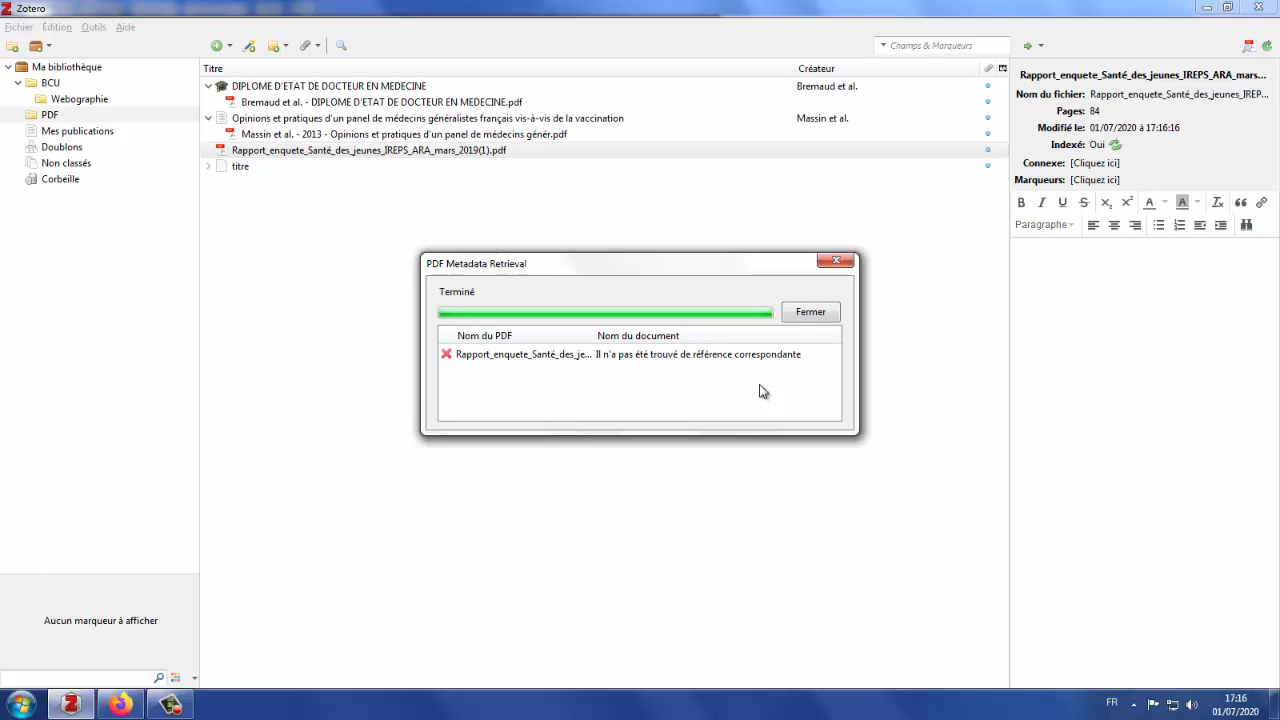 Zotero
Fichier Édition Outils Aide
Champs & Marqueurs
Ma bibliothèque
BCU
Webographie
PDF
Mes publications
Doublons
Non classés
Corbeille
Aucun marqueur à afficher
Titre Créateur
DIPLOME D'ETAT DE DOCTEUR EN MEDECINE Bremaud et al.
Bremaud et al. - DIPLOME D'ETAT DE DOCTEUR EN MEDECINE.pdf
Opinions et pratiques d'un panel de médecins généralistes français vis-à-vis de la vaccination Massin et al.
Massin et al. - 2013 - Opinions et pratiques d'un panel de médecins génér.pdf
Rapport_enquete_Santé_des_jeunes_IREPS_ARA_mars_2019(1).pdf
titre
PDF Metadata Retrieval
Terminé
Fermer
Nom du PDF Nom du document
Rapport_enquete_Santé_des_je... Il n'a pas été trouvé de référence correspondante
Rapport_enquete_Santé_des_jeunes_IREPS_ARA_mars...
Nom du fichier: Rapport_enquete_Santé_des_jeunes_IREP...
Pages: 84
Modifié le: 01/07/2020 à 17:16:16
Indexé: Oui
Connexe: [Cliquez ici]
Marqueurs: [Cliquez ici]
Paragraphe
FR
17:16
01/07/2020